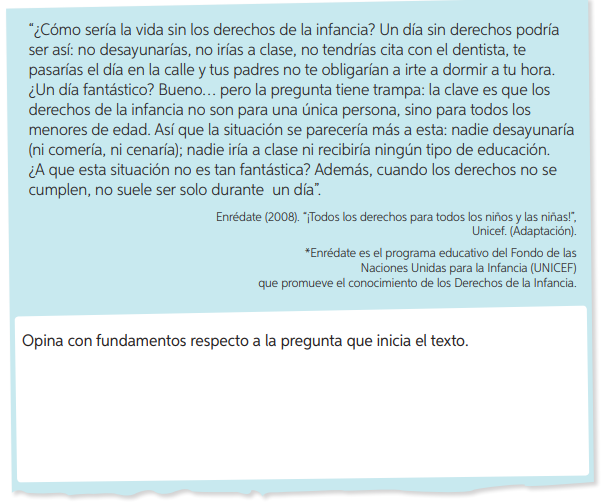 “¿Cómo sería la vida sin los derechos de la infancia? Un día sin derechos podría
ser así: no desayunarías, no irías a clase, no tendrías cita con el dentista, te
pasarías el día en la calle y tus padres no te obligarían a irte a dormir a tu hora.
¿Un día fantástico? Bueno… pero la pregunta tiene trampa: la clave es que los
derechos de la infancia no son para una única persona, sino para todos los
menores de edad. Así que la situación se parecería más a esta: nadie desayunaría
(ni comería, ni cenaría); nadie iría a clase ni recibiría ningún tipo de educación.
¿A que esta situación no es tan fantástica? Además, cuando los derechos no se
cumplen, no suele ser solo durante un día”.
Enrédate (2008). “¡Todos los derechos para todos los niños y las niñas!”,
Unicef. (Adaptación).
*Enrédate es el programa educativo del Fondo de las
Naciones Unidas para la Infancia (UNICEF)
que promueve el conocimiento de los Derechos de la Infancia.
Opina con fundamentos respecto a la pregunta que inicia el texto.